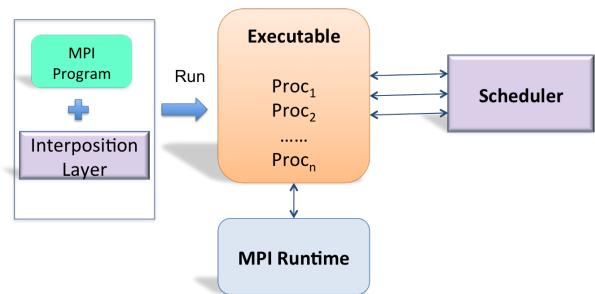 MPI
Program
Interposition
Layer
Run
Executable
Proc₁
Proc₂
......
Procₙ
Scheduler
MPI Runtime